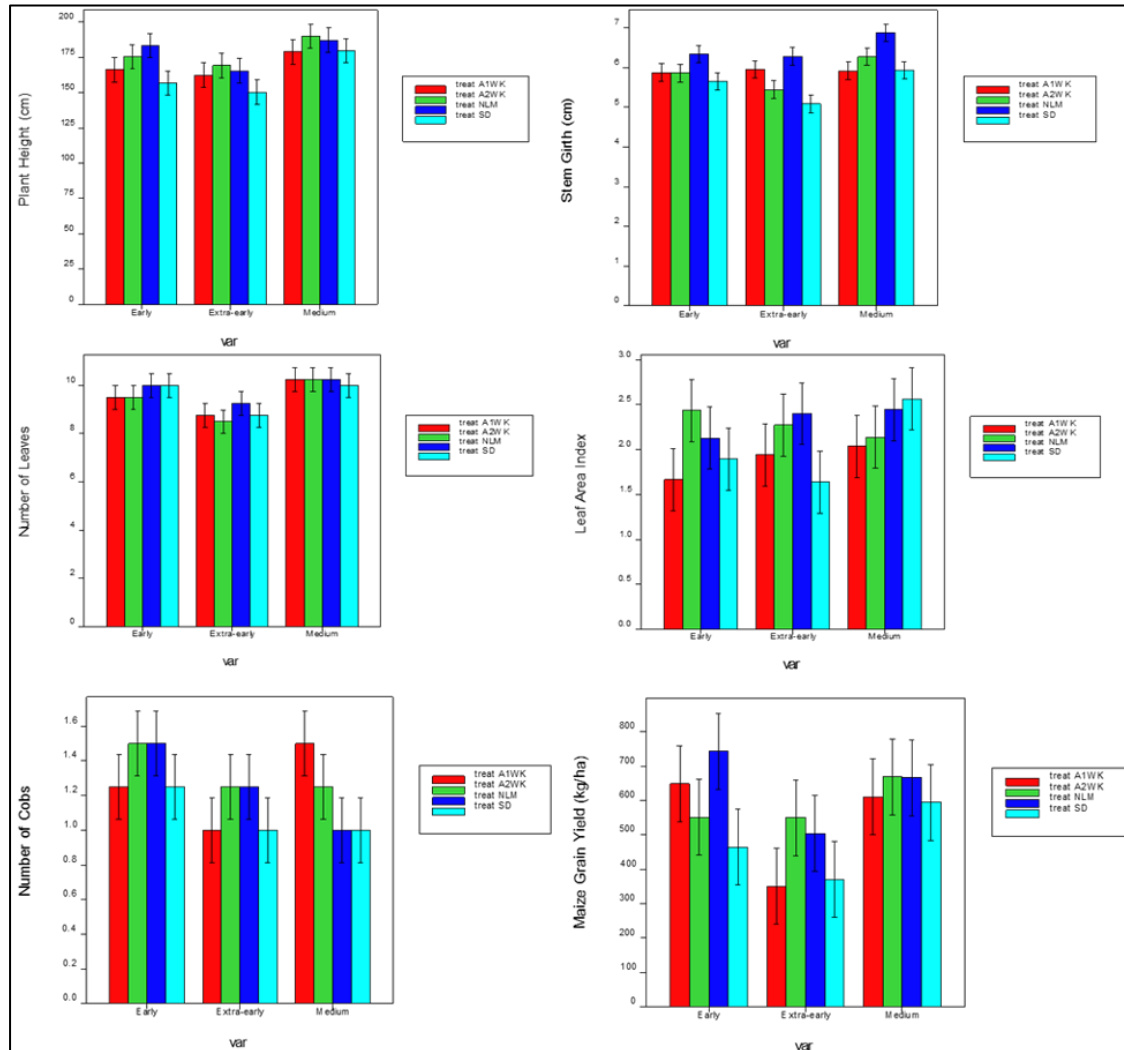 Plant Height (cm)
200
175
150
125
100
75
50
25
0
Early
Extra-early
Medium
var
treat A1WK
treat A2WK
treat NLM
treat SD
Stem Girth (cm)
7
6
5
4
3
2
1
0
Early
Extra-early
Medium
var
treat A1WK
treat A2WK
treat NLM
treat SD
Number of Leaves
10
8
6
4
2
0
Early
Extra-early
Medium
var
treat A1WK
treat A2WK
treat NLM
treat SD
Leaf Area Index
3.0
2.5
2.0
1.5
1.0
0.5
0.0
Early
Extra-early
Medium
var
treat A1WK
treat A2WK
treat NLM
treat SD
Number of Cobs
1.6
1.4
1.2
1.0
0.8
0.6
0.4
0.2
0.0
Early
Extra-early
Medium
var
treat A1WK
treat A2WK
treat NLM
treat SD
Maize Grain Yield (kg/ha)
800
700
600
500
400
300
200
100
0
Early
Extra-early
Medium
var
treat A1WK
treat A2WK
treat NLM
treat SD